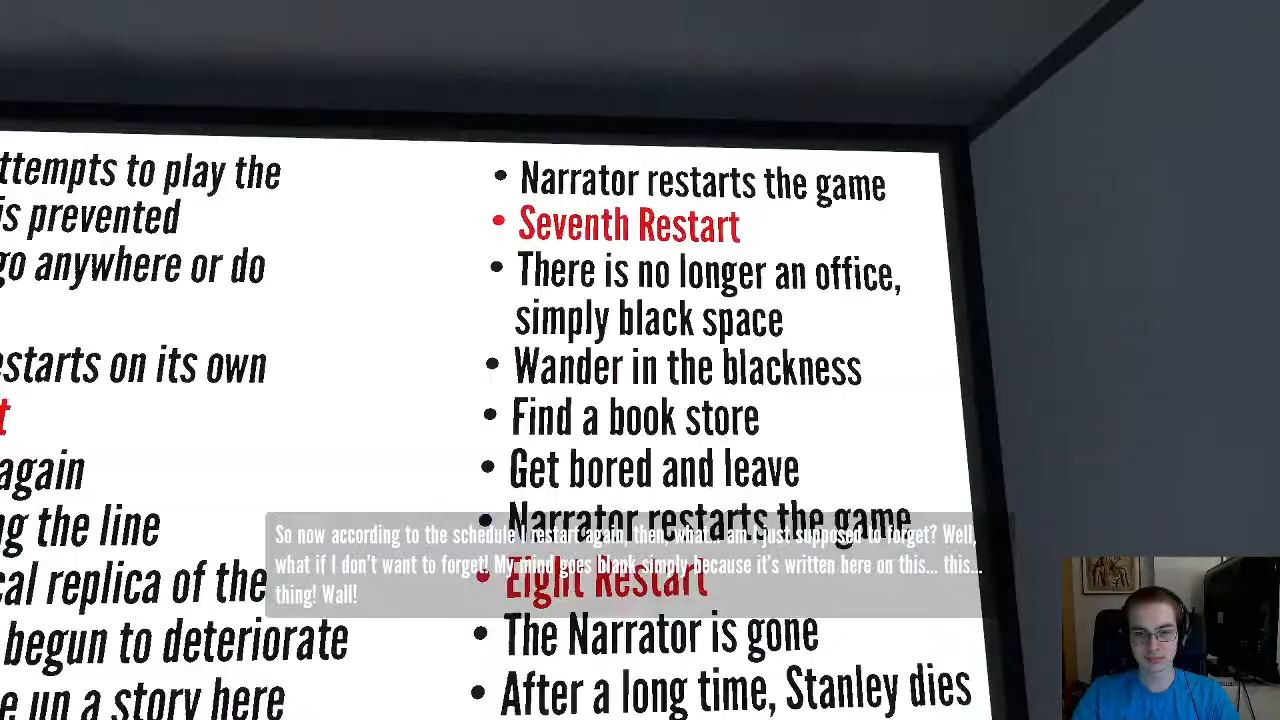 ttempts to play the
is prevented
go anywhere or do
estarts on its own
again
ng the line
cal replica of the
begun to deteriorate
e up a story here
• Narrator restarts the game
• Seventh Restart
• There is no longer an office,
simply black space
• Wander in the blackness
• Find a book store
• Get bored and leave
• Narrator restarts the game
• Eight Restart
• The Narrator is gone
• After a long time, Stanley dies
So now according to the schedule I restart again, then, what... am I just supposed to forget? Well,
what if I don't want to forget! My mind goes blank simply because it's written here on this... this...
thing! Wall!